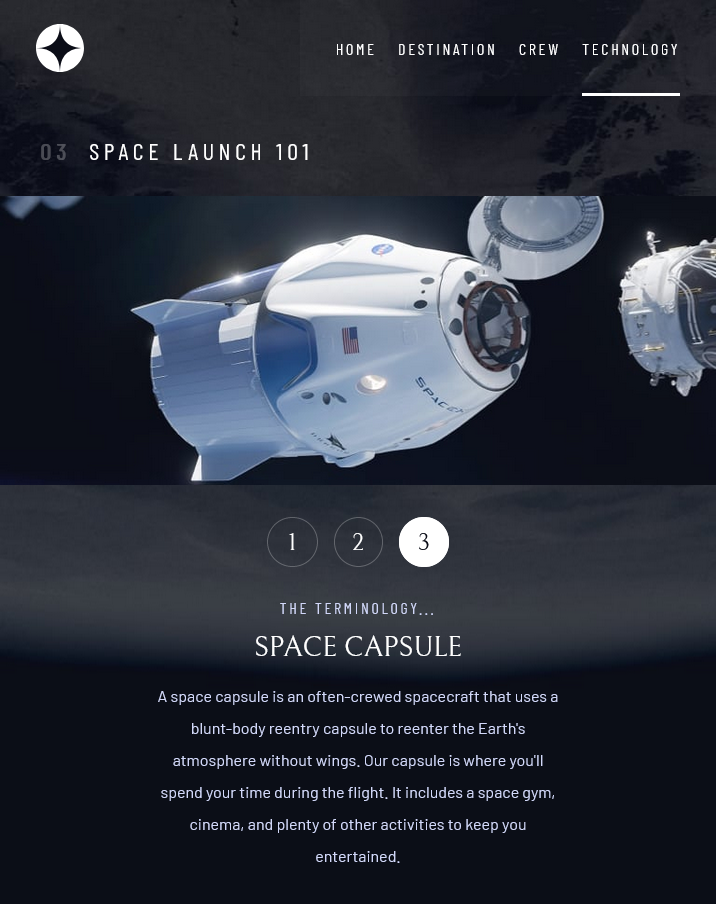 HOME DESTINATION CREW TECHNOLOGY
03 SPACE LAUNCH 101
SPACEX
1 2 3
THE TERMINOLOGY...
SPACE CAPSULE
A space capsule is an often-crewed spacecraft that uses a
blunt-body reentry capsule to reenter the Earth's
atmosphere without wings. Our capsule is where you'll
spend your time during the flight. It includes a space gym,
cinema, and plenty of other activities to keep you
entertained.